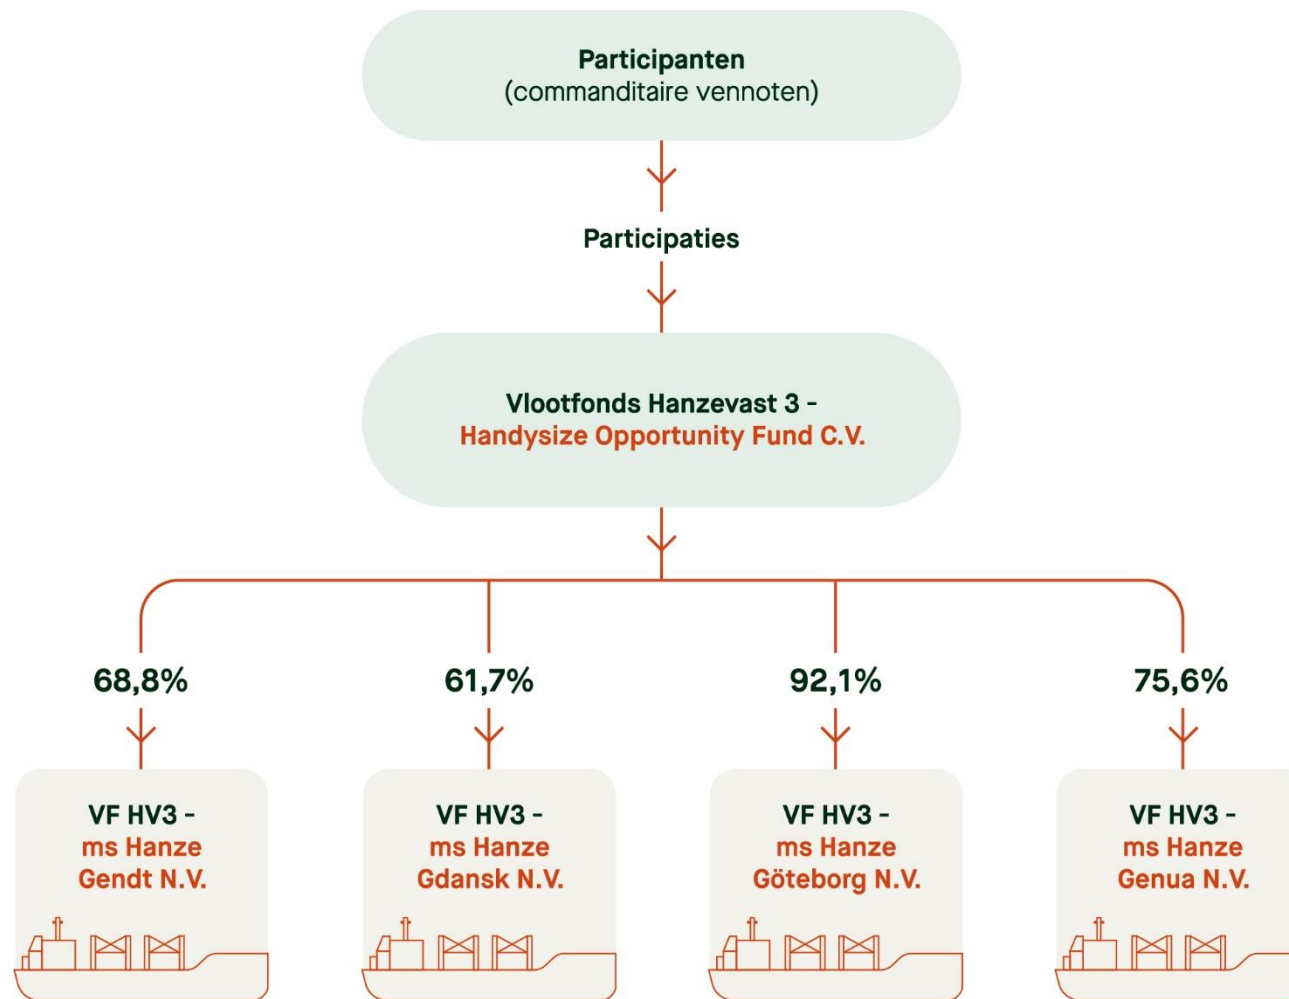 Participanten
(commanditaire vennoten)
Participaties
Vlootfonds Hanzevast 3 -
Handysize Opportunity Fund C.V.
68,8%
61,7%
92,1%
75,6%
VF HV3 -
ms Hanze
Gendt N.V.
VF HV3 -
ms Hanze
Gdansk N.V.
VF HV3 -
ms Hanze
Göteborg N.V.
VF HV3 -
ms Hanze
Genua N.V.